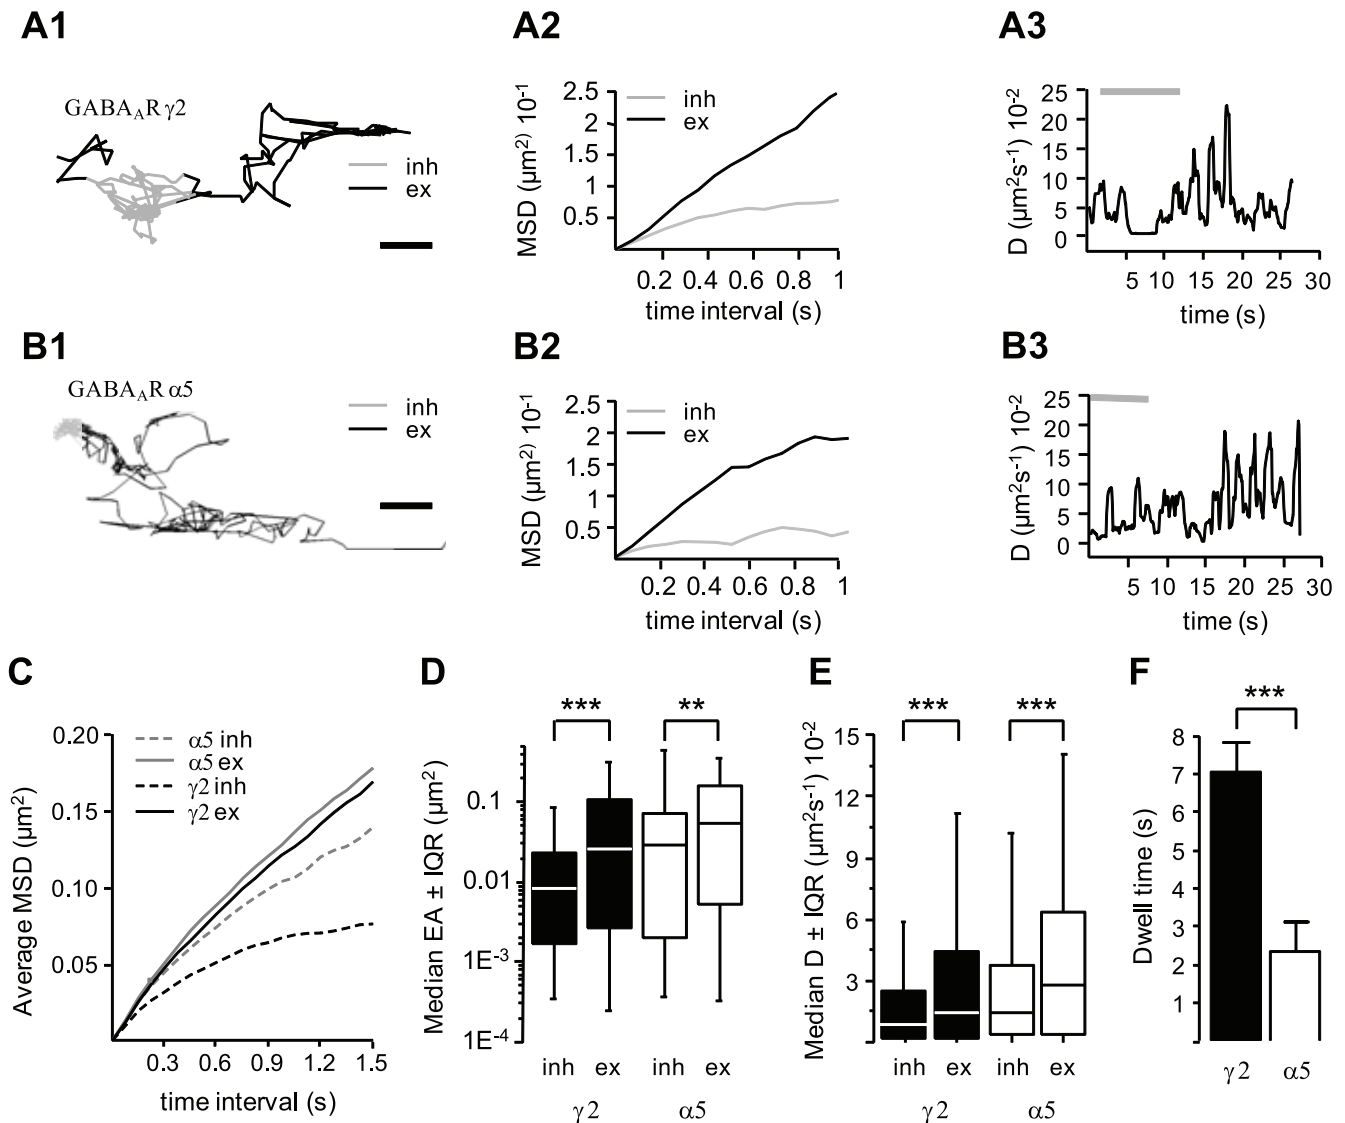 A1
GABA_AR γ2
inh
ex
A2
2.5
2
1.5
1
0.5
MSD (μm²) 10⁻¹
inh
ex
0.2 0.4 0.6 0.8 1
time interval (s)
A3
25
20
15
10
5
0
D (μm²s⁻¹) 10⁻²
5 10 15 20 25 30
time (s)
B1
GABA_AR α5
inh
ex
B2
2.5
2
1.5
1
0.5
MSD (μm²) 10⁻¹
inh
ex
0.2 0.4 0.6 0.8 1
time interval (s)
B3
25
20
15
10
5
0
D (μm²s⁻¹) 10⁻²
5 10 15 20 25 30
time (s)
C
0.20
0.15
0.10
0.05
Average MSD (μm²)
α5 inh
α5 ex
γ2 inh
γ2 ex
0.3 0.6 0.9 1.2 1.5
time interval (s)
D
*** **
0.1
0.01
1E⁻³
1E⁻⁴
Median EA ± IQR (μm²)
inh ex inh ex
γ2 α5
E
*** ***
15
12
9
6
3
Median D ± IQR (μm²s⁻¹) 10⁻²
inh ex inh ex
γ2 α5
F
***
8
7
6
5
4
3
2
1
Dwell time (s)
γ2 α5